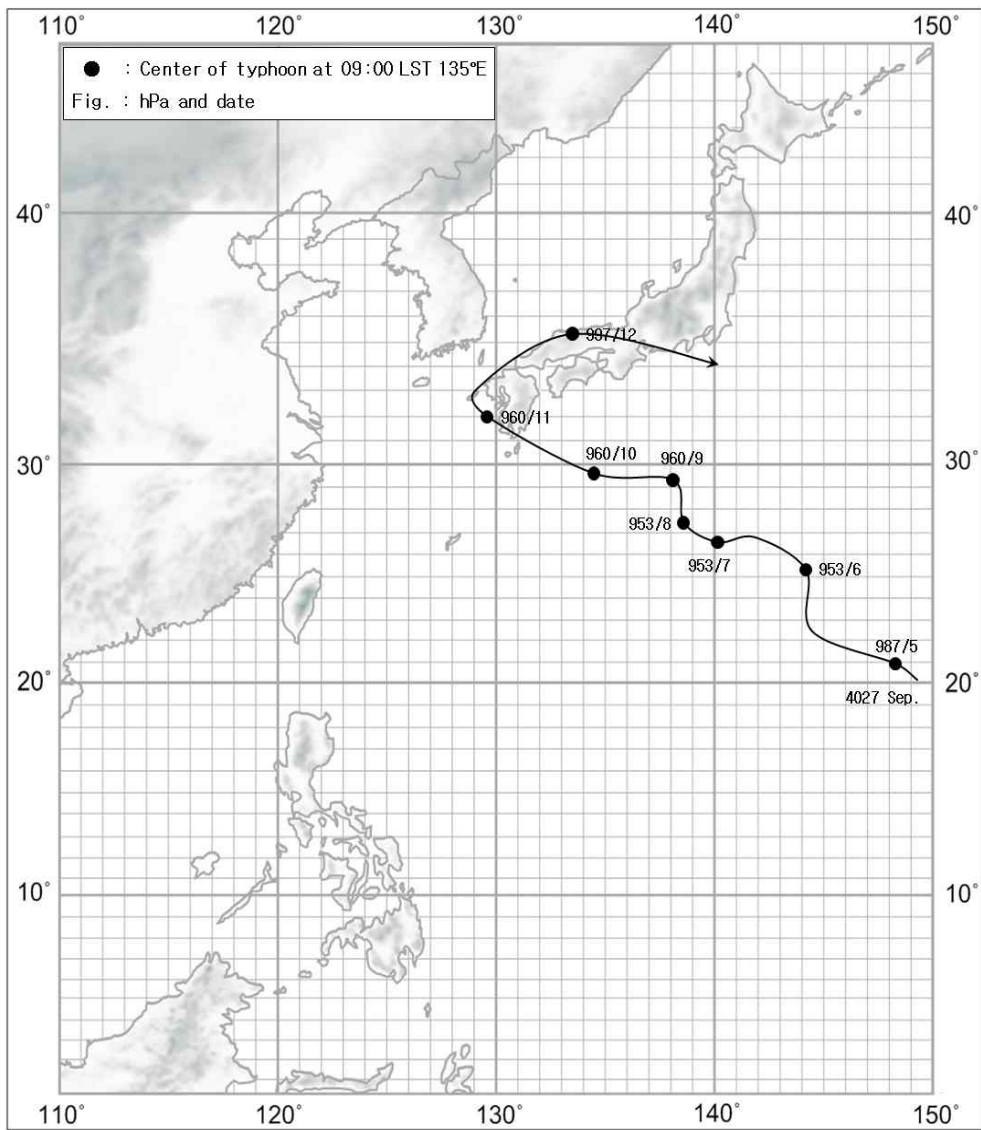 110° 120° 130° 140° 150°
● : Center of typhoon at 09:00 LST 135°E
Fig. : hPa and date
40° 40°
997/12
960/11
30° 960/10 960/9 30°
953/8
953/7
953/6
987/5
20° 20°
4027 Sep.
10° 10°
110° 120° 130° 140° 150°